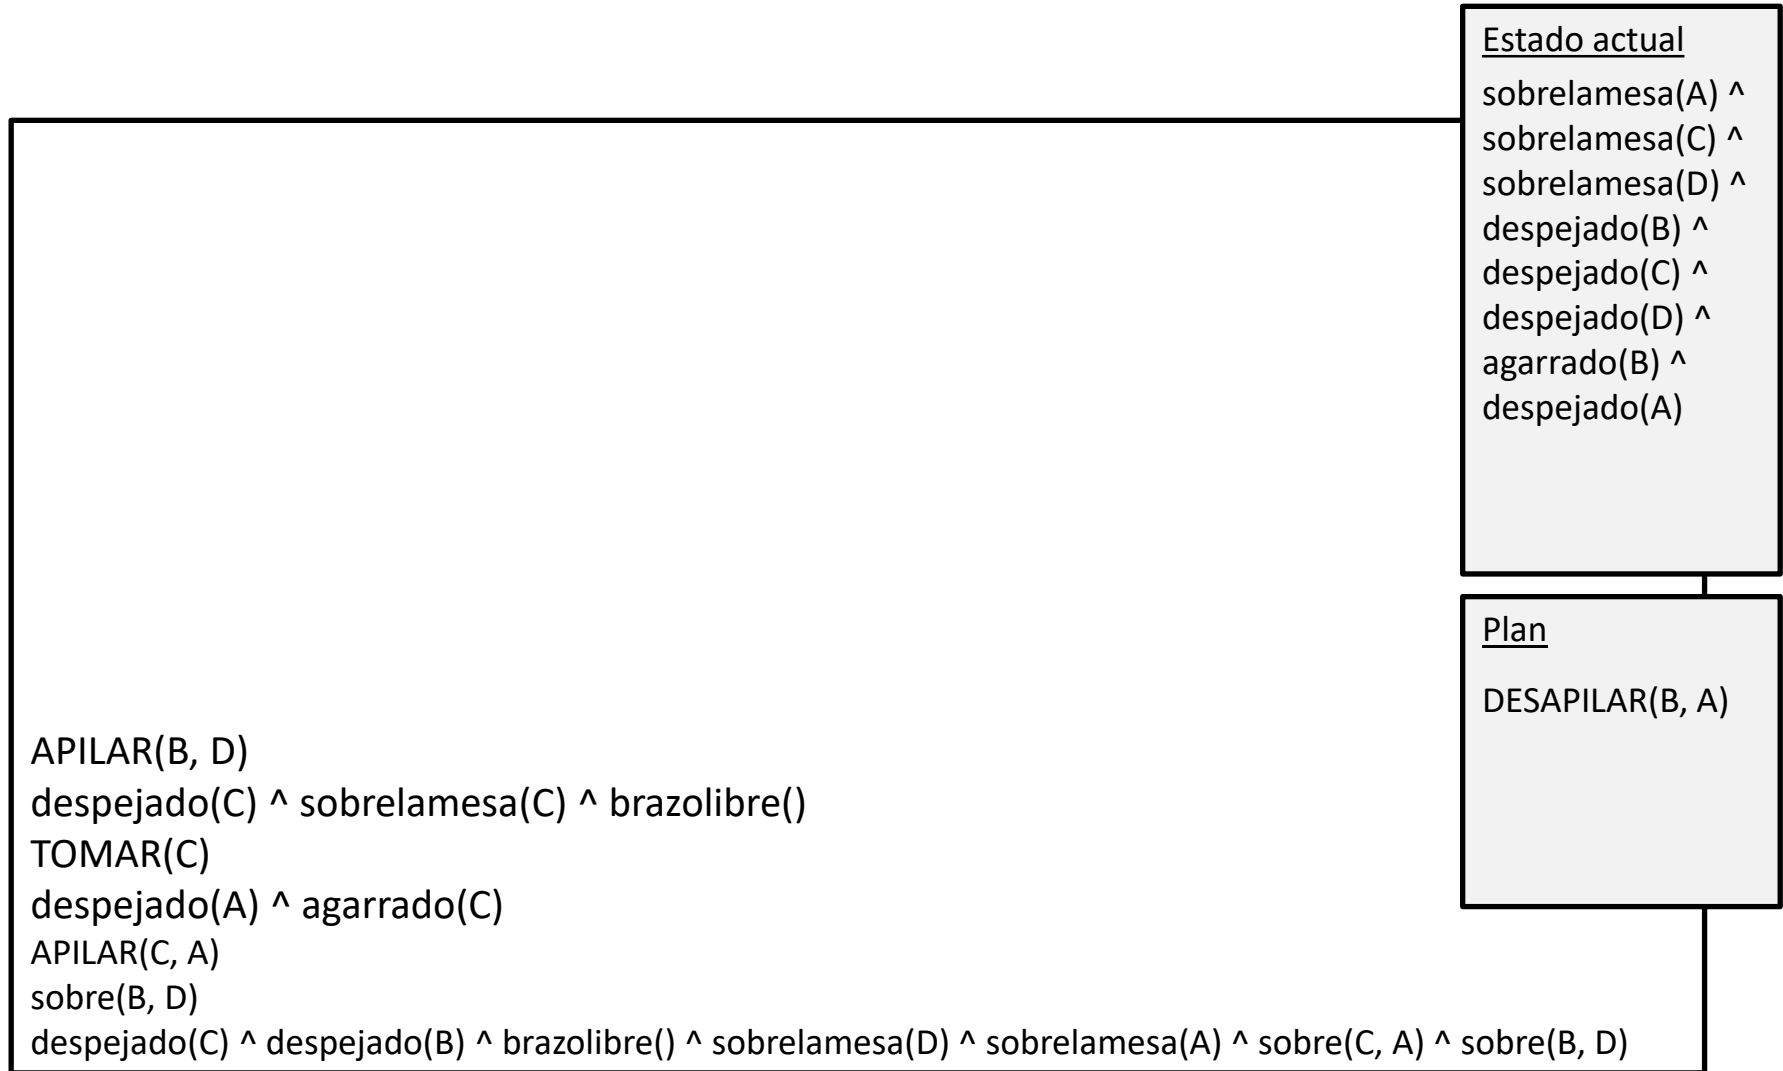 Estado actual
sobrelamesa(A) ^
sobrelamesa(C) ^
sobrelamesa(D) ^
despejado(B) ^
despejado(C) ^
despejado(D) ^
agarrado(B) ^
despejado(A)
Plan
DESAPILAR(B, A)
APILAR(B, D)
despejado(C) ^ sobrelamesa(C) ^ brazolibre()
TOMAR(C)
despejado(A) ^ agarrado(C)
APILAR(C, A)
sobre(B, D)
despejado(C) ^ despejado(B) ^ brazolibre() ^ sobrelamesa(D) ^ sobrelamesa(A) ^ sobre(C, A) ^ sobre(B, D)